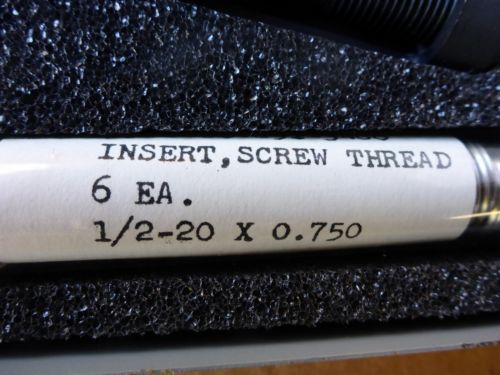 INSERT, SCREW THREAD
6 EA.
1/2-20 X 0.750